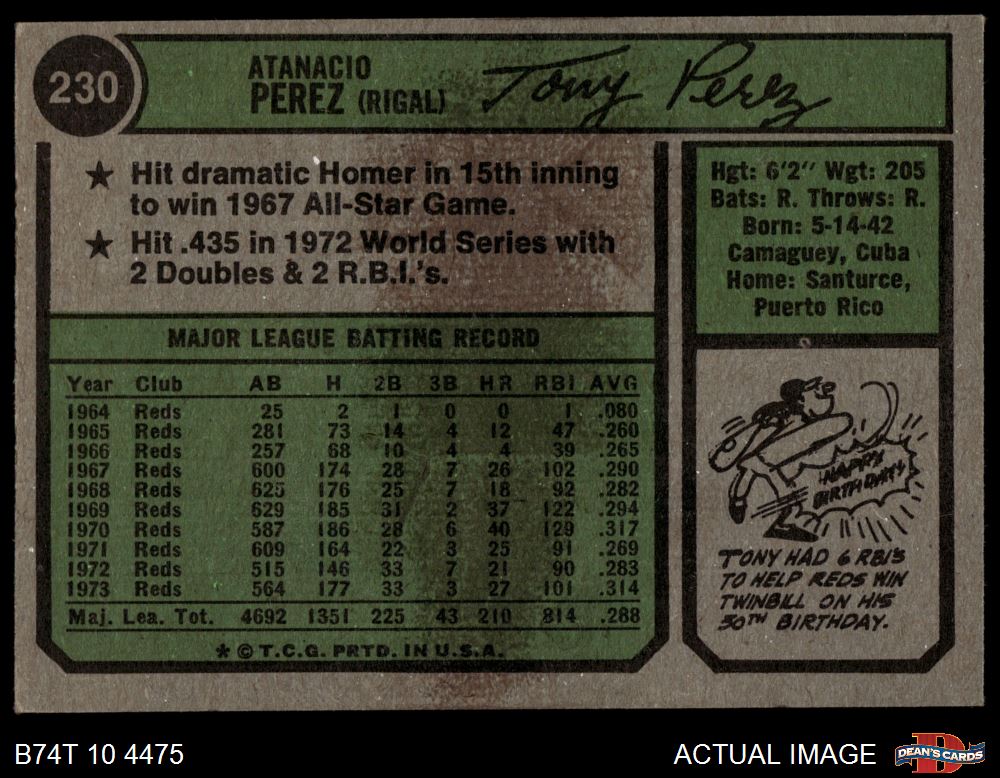 230
ATANACIO
PEREZ (RIGAL)
Tony Perez
★ Hit dramatic Homer in 15th inning
to win 1967 All-Star Game.
★ Hit .435 in 1972 World Series with
2 Doubles & 2 R.B.I.'s.
Hgt: 6'2" Wgt: 205
Bats: R. Throws: R.
Born: 5-14-42
Camaguey, Cuba
Home: Santurce,
Puerto Rico
MAJOR LEAGUE BATTING RECORD
Year Club AB H 2B 3B HR RBI AVG
1964 Reds 25 2 1 0 0 1 .080
1965 Reds 281 73 14 4 12 47 .260
1966 Reds 257 68 10 4 4 39 .265
1967 Reds 600 174 28 7 26 102 .290
1968 Reds 625 176 25 7 18 92 .282
1969 Reds 629 185 31 2 37 122 .294
1970 Reds 587 186 28 6 40 129 .317
1971 Reds 609 164 22 3 25 91 .269
1972 Reds 515 146 33 7 21 90 .283
1973 Reds 564 177 33 3 27 101 .314
Maj. Lea. Tot. 4692 1351 225 43 210 814 .288
* © T.C.G. PRTD. IN U.S.A.
HAPPY
BIRTHDAY!
TONY HAD 6 RBI'S
TO HELP REDS WIN
TWINBILL ON HIS
30TH BIRTHDAY.
B74T 10 4475
ACTUAL IMAGE
DEAN'S CARDS